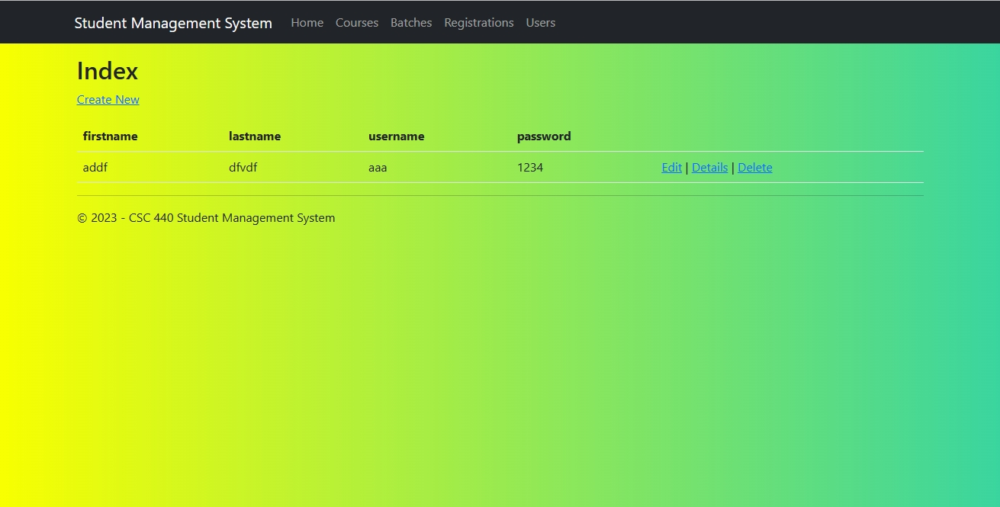 Student Management System Home Courses Batches Registrations Users
Index
Create New
firstname lastname username password
addf dfvdf aaa 1234 Edit | Details | Delete
© 2023 - CSC 440 Student Management System